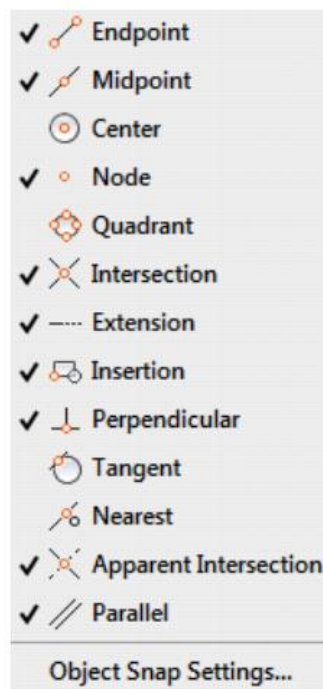 Endpoint
Midpoint
Center
Node
Quadrant
Intersection
Extension
Insertion
Perpendicular
Tangent
Nearest
Apparent Intersection
Parallel
Object Snap Settings...